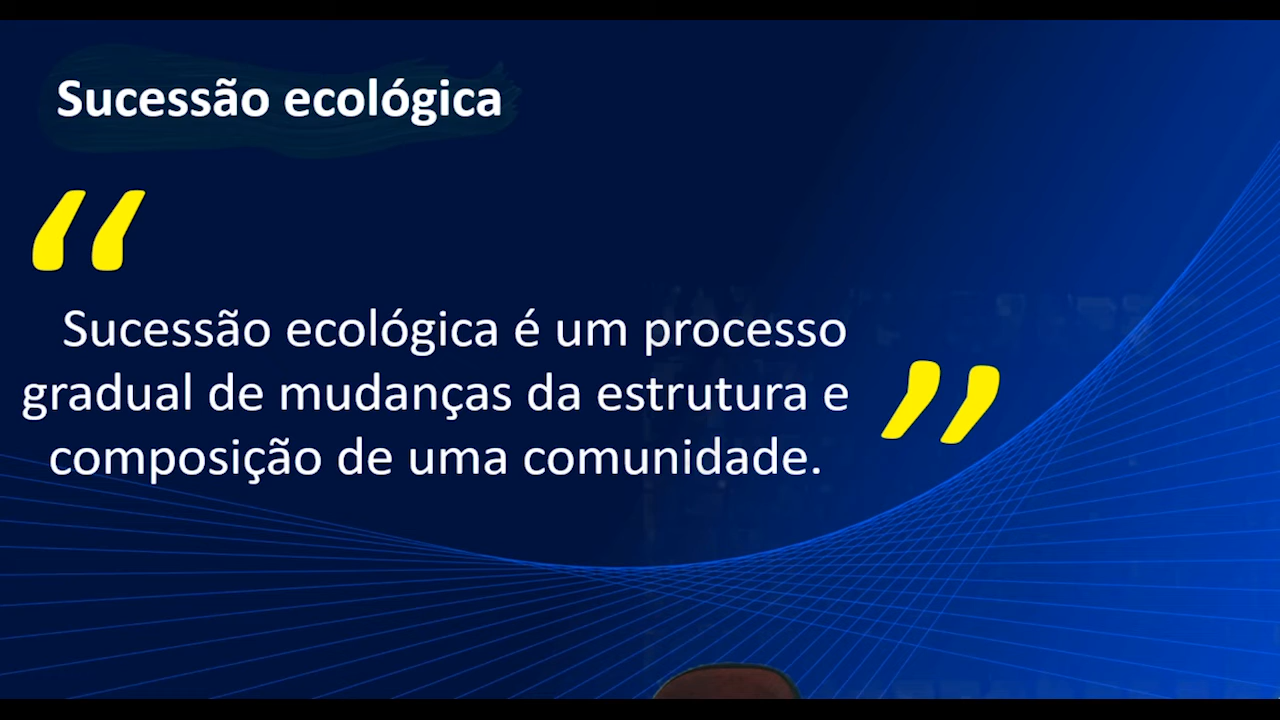 Sucessão ecológica
“
Sucessão ecológica é um processo
gradual de mudanças da estrutura e
composição de uma comunidade.
”